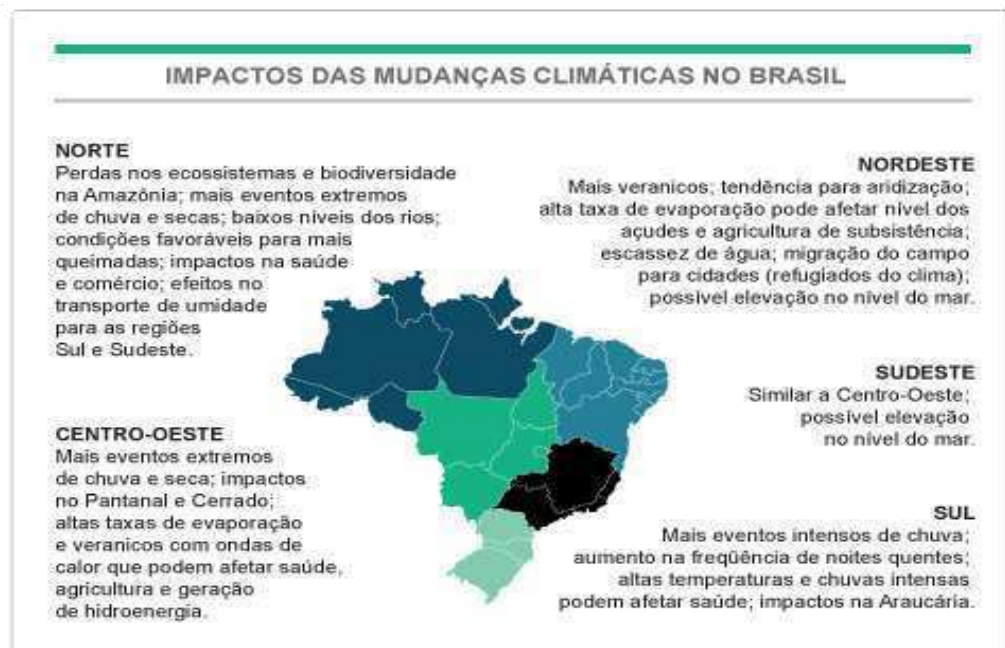 IMPACTOS DAS MUDANÇAS CLIMÁTICAS NO BRASIL
NORTE
Perdas nos ecossistemas e biodiversidade
na Amazônia; mais eventos extremos
de chuva e secas; baixos níveis dos rios;
condições favoráveis para mais
queimadas; impactos na saúde
e comércio; efeitos no
transporte de umidade
para as regiões
Sul e Sudeste.
NORDESTE
Mais veranicos; tendência para aridização;
alta taxa de evaporação pode afetar nível dos
açudes e agricultura de subsistência;
escassez de água; migração do campo
para cidades (refugiados do clima);
possível elevação no nível do mar.
SUDESTE
Similar a Centro-Oeste;
possível elevação
no nível do mar.
CENTRO-OESTE
Mais eventos extremos
de chuva e seca; impactos
no Pantanal e Cerrado;
altas taxas de evaporação
e veranicos com ondas de
calor que podem afetar saúde,
agricultura e geração
de hidroenergia.
SUL
Mais eventos intensos de chuva;
aumento na freqüência de noites quentes;
altas temperaturas e chuvas intensas
podem afetar saúde; impactos na Araucária.